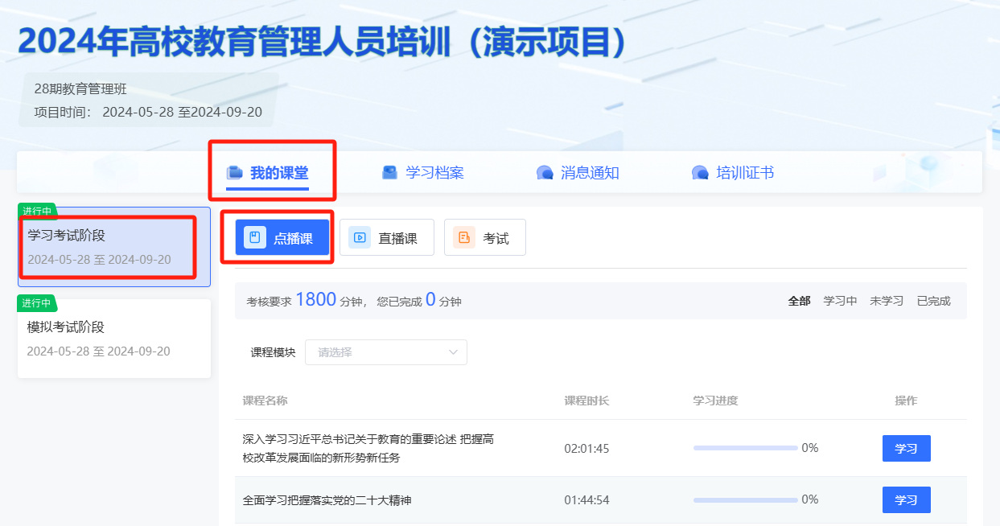 2024年高校教育管理人员培训（演示项目）
28期教育管理班
项目时间： 2024-05-28 至2024-09-20
我的课堂 学习档案 消息通知 培训证书
进行中
学习考试阶段
2024-05-28 至 2024-09-20
进行中
模拟考试阶段
2024-05-28 至 2024-09-20
点播课 直播课 考试
考核要求 1800 分钟， 您已完成 0 分钟 全部 学习中 未学习 已完成
课程模块 请选择
课程名称 课程时长 学习进度 操作
深入学习习近平总书记关于教育的重要论述 把握高
校改革发展面临的新形势新任务
02:01:45 0% 学习
全面学习把握落实党的二十大精神 01:44:54 0% 学习